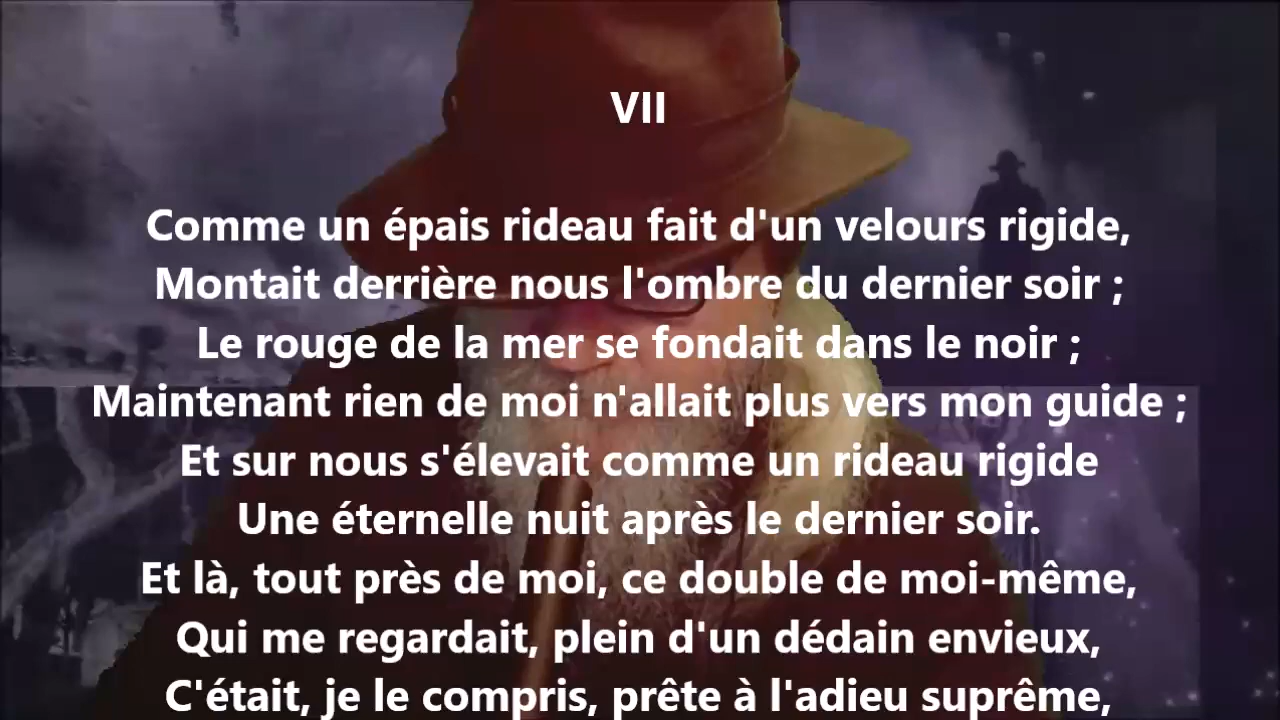 VII
Comme un épais rideau fait d'un velours rigide,
Montait derrière nous l'ombre du dernier soir ;
Le rouge de la mer se fondait dans le noir ;
Maintenant rien de moi n'allait plus vers mon guide ;
Et sur nous s'élevait comme un rideau rigide
Une éternelle nuit après le dernier soir.
Et là, tout près de moi, ce double de moi-même,
Qui me regardait, plein d'un dédain envieux,
C'était, je le compris, prête à l'adieu suprême,